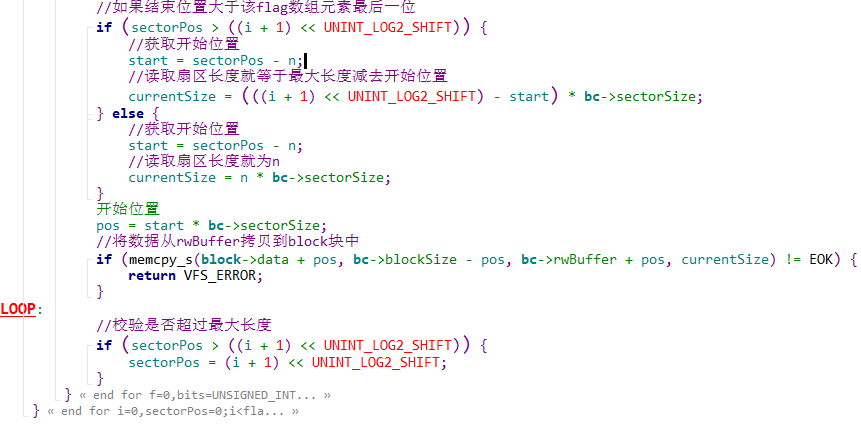 //如果结束位置大于该flag数组元素最后一位
if (sectorPos > ((i + 1) << UNINT_LOG2_SHIFT)) {
//获取开始位置
start = sectorPos - n;
//读取扇区长度就等于最大长度减去开始位置
currentSize = (((i + 1) << UNINT_LOG2_SHIFT) - start) * bc->sectorSize;
} else {
//获取开始位置
start = sectorPos - n;
//读取扇区长度就为n
currentSize = n * bc->sectorSize;
}
开始位置
pos = start * bc->sectorSize;
//将数据从rwBuffer拷贝到block块中
if (memcpy_s(block->data + pos, bc->blockSize - pos, bc->rwBuffer + pos, currentSize) != EOK) {
return VFS_ERROR;
}
LOOP:
//校验是否超过最大长度
if (sectorPos > ((i + 1) << UNINT_LOG2_SHIFT)) {
sectorPos = (i + 1) << UNINT_LOG2_SHIFT;
}
} « end for f=0,bits=UNSIGNED_INT... »
} « end for i=0,sectorPos=0;i<fla... »